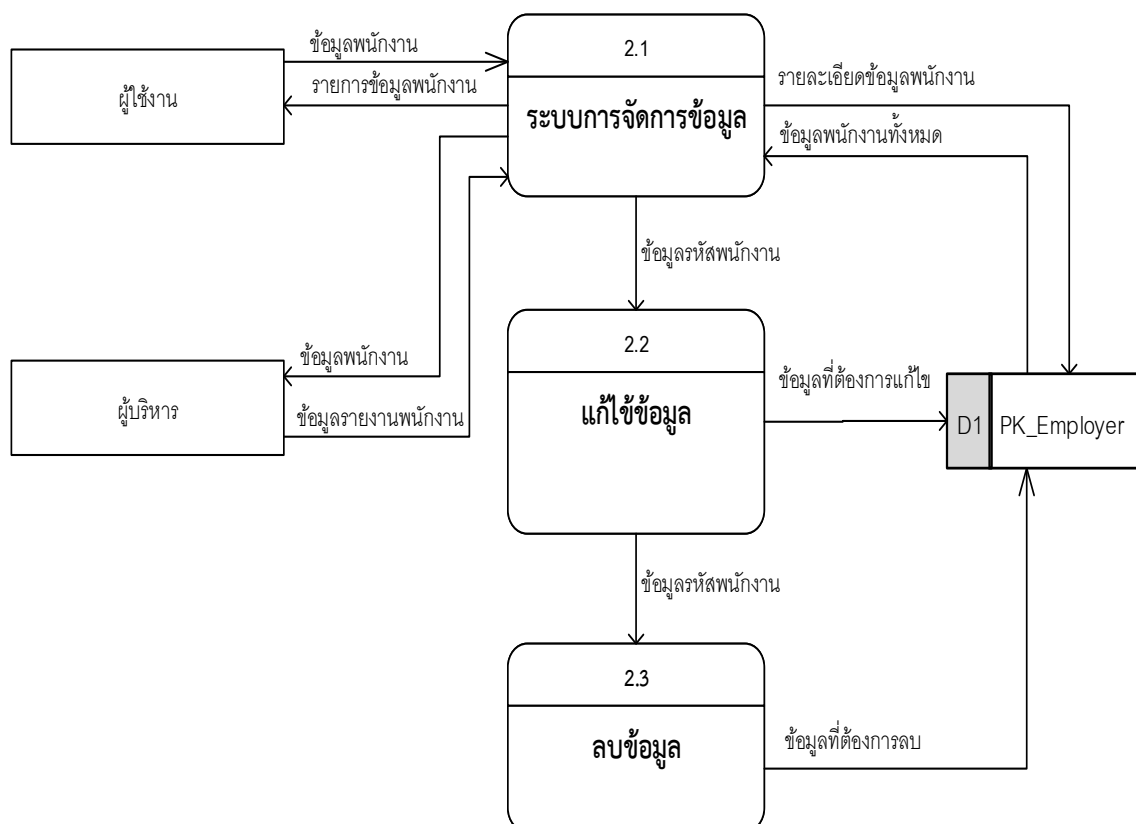 2.1
ข้อมูลพนักงาน
รายละเอียดข้อมูลพนักงาน
รายการข้อมูลพนักงาน
ผู้ใช้งาน
ระบบการจัดการข้อมูล
ข้อมูลพนักงานทั้งหมด
ข้อมูลรหัสพนักงาน
2.2
ข้อมูลพนักงาน
ข้อมูลที่ต้องการแก้ไข
ผู้บริหาร
แก้ไข้ข้อมูล
ข้อมูลรายงานพนักงาน
D1 PK_Employer
ข้อมูลรหัสพนักงาน
2.3
ลบข้อมูล
ข้อมูลที่ต้องการลบ